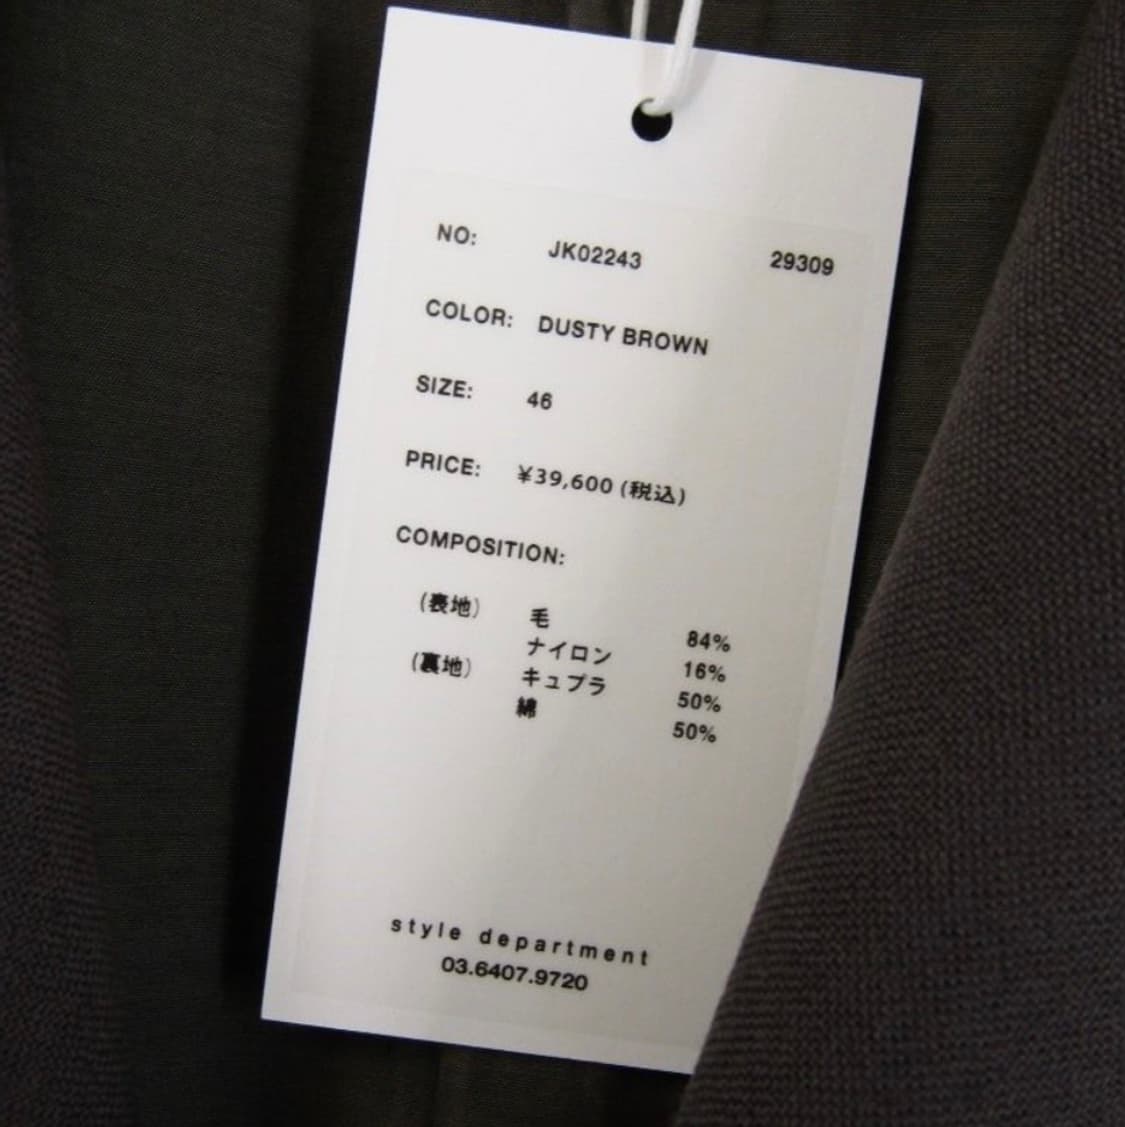 NO: JK02243 29309
COLOR: DUSTY BROWN
SIZE: 46
PRICE: ¥39,600 (税込)
COMPOSITION:
(表地) 毛 84%
ナイロン 16%
(裏地) キュプラ 50%
綿 50%
style department
03.6407.9720